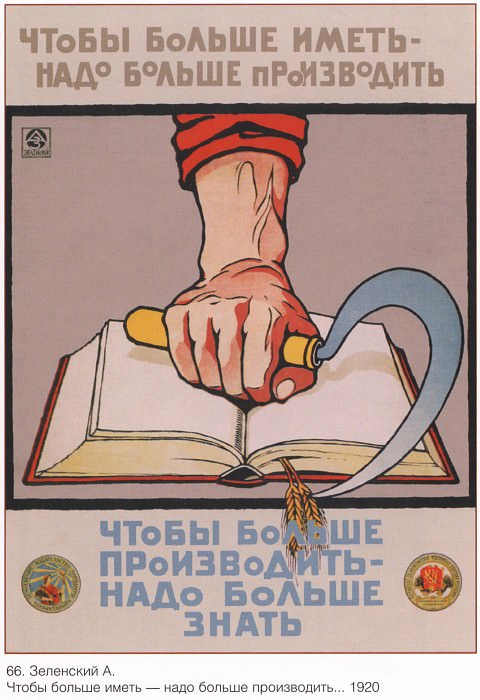 ЧТОБЫ БОЛЬШЕ ИМЕТЬ-
НАДО БОЛЬШЕ ПРОИЗВОДИТЬ
ЧТОБЫ БОЛЬШЕ
ПРОИЗВОДИТЬ-
НАДО БОЛЬШЕ
ЗНАТЬ
66. Зеленский А.
Чтобы больше иметь — надо больше производить... 1920